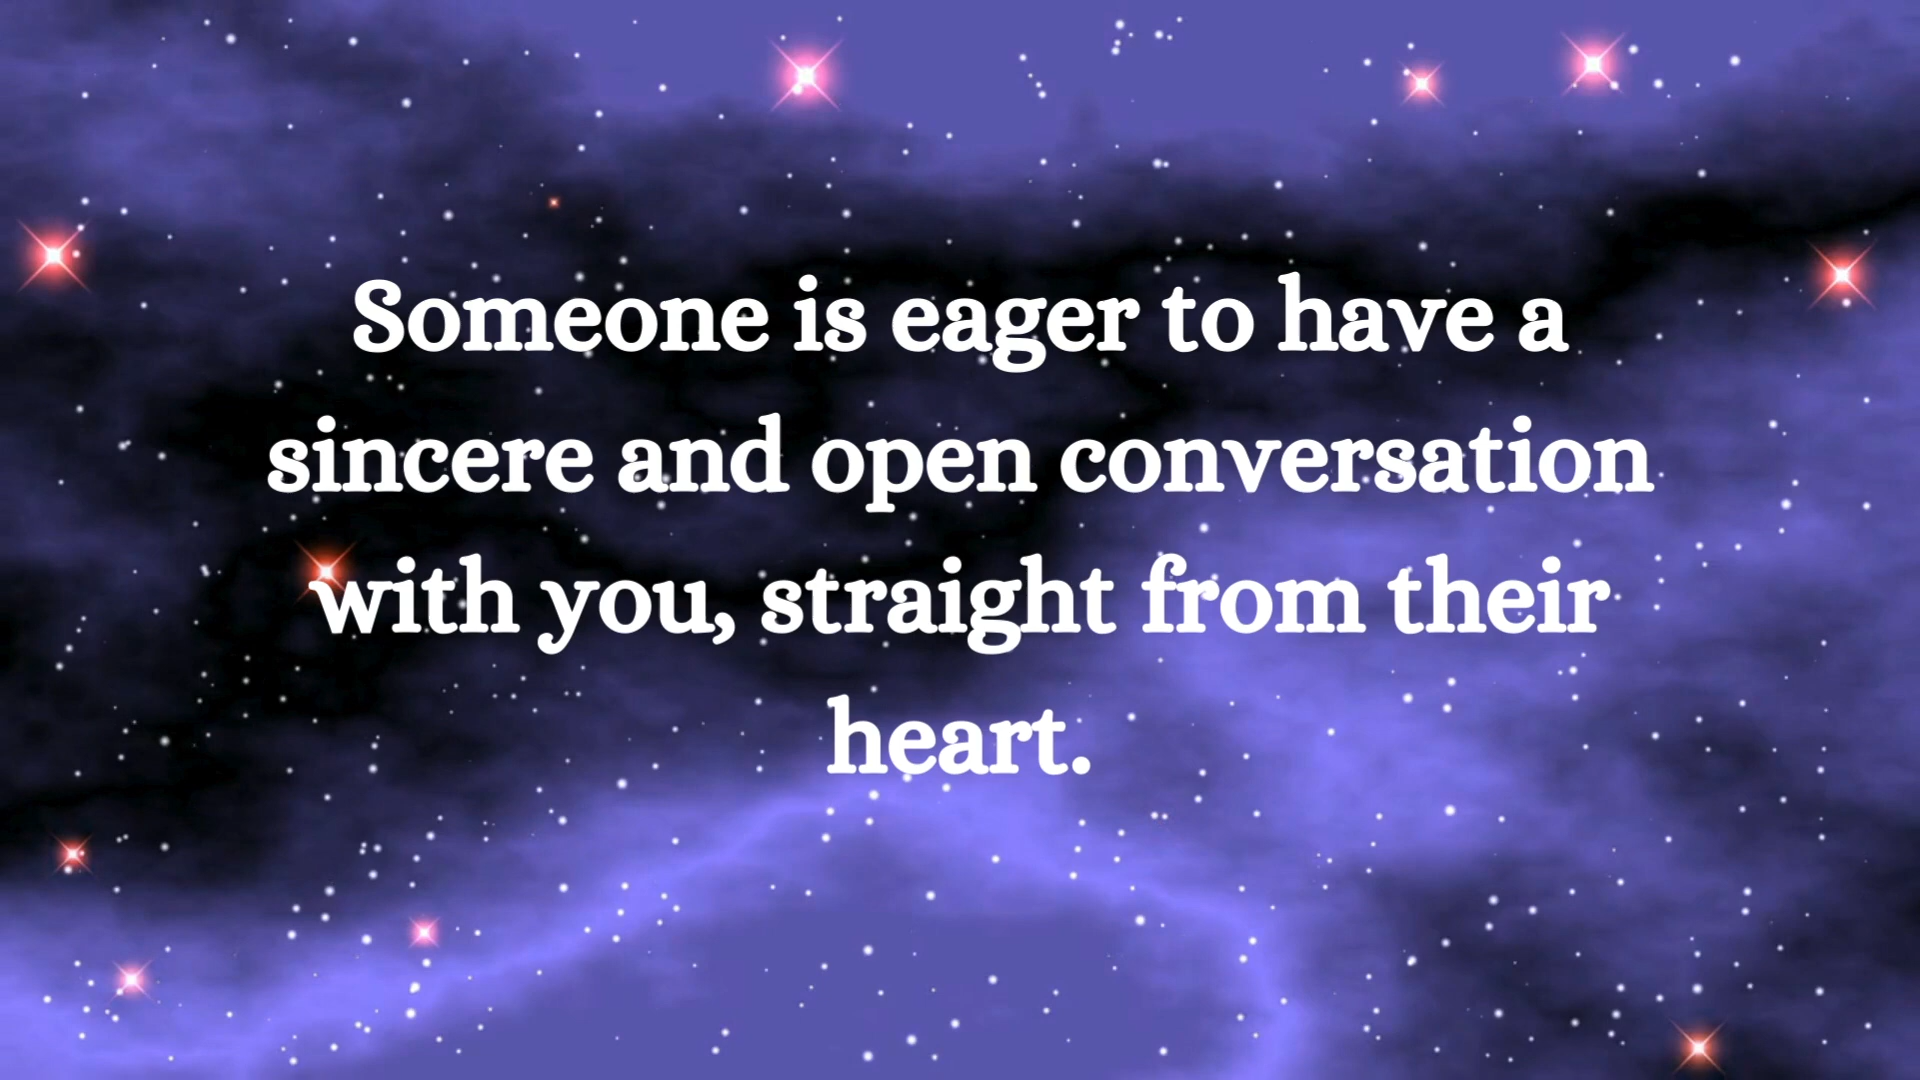 Someone is eager to have a
sincere and open conversation
with you, straight from their
heart.